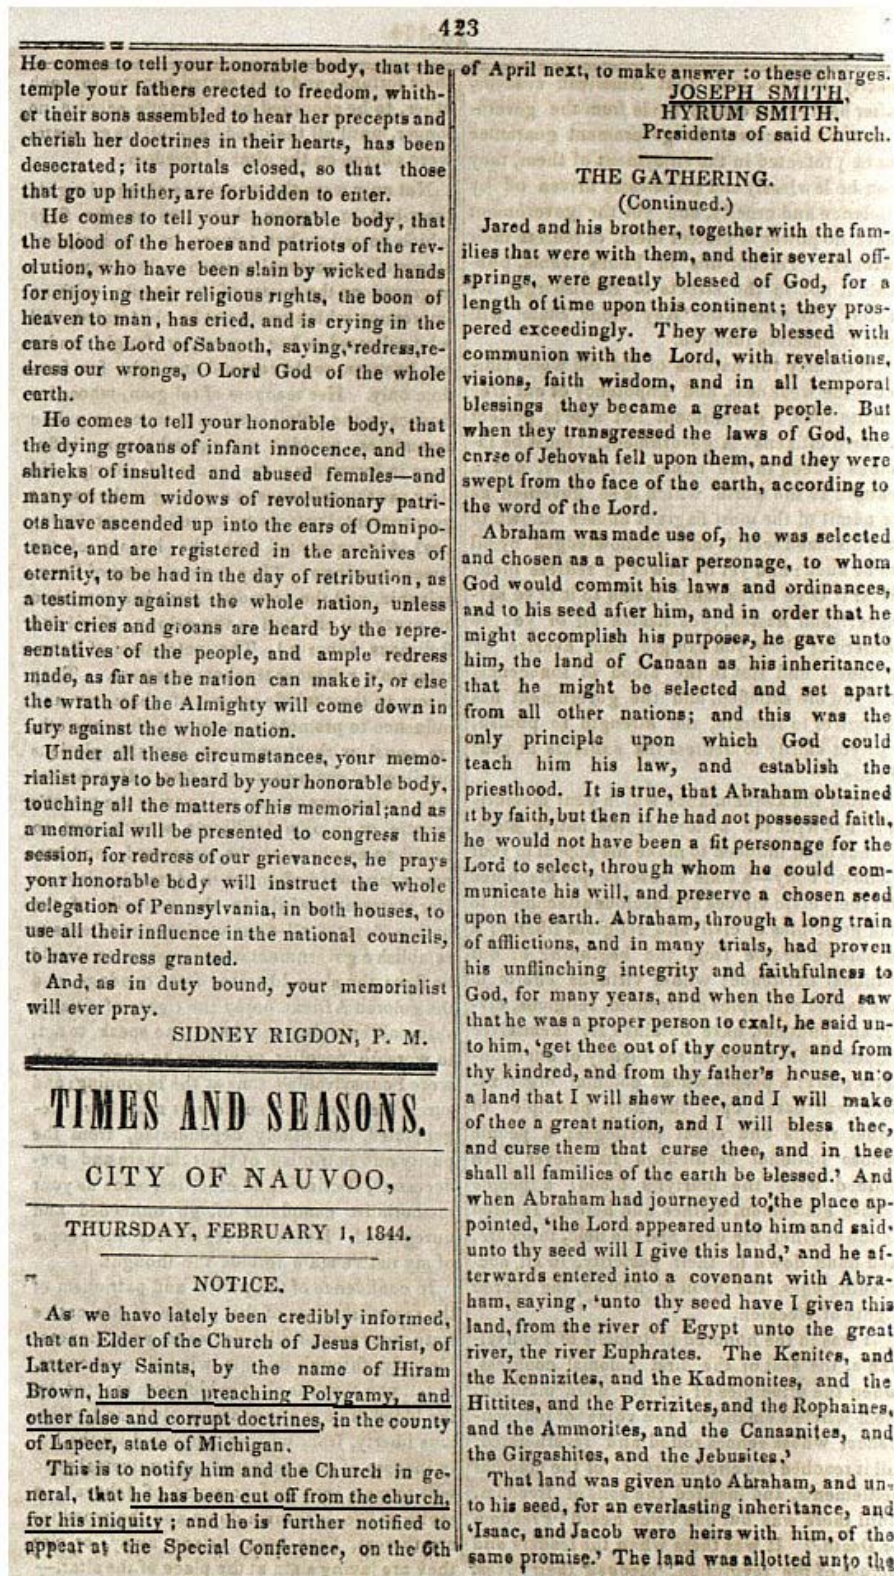 423
He comes to tell your honorable body, that the
temple your fathers erected to freedom, whith-
er their sons assembled to hear her precepts and
cherish her doctrines in their hearts, has been
desecrated; its portals closed, so that those
that go up hither, are forbidden to enter.
He comes to tell your honorable body, that
the blood of the heroes and patriots of the rev-
olution, who have been slain by wicked hands
for enjoying their religious rights, the boon of
heaven to man, has cried, and is crying in the
ears of the Lord of Sabaoth, saying, 'redress, re-
dress our wrongs, O Lord God of the whole
earth.
He comes to tell your honorable body, that
the dying groans of infant innocence, and the
shrieks of insulted and abused females—and
many of them widows of revolutionary patri-
ots have ascended up into the ears of Omnipo-
tence, and are registered in the archives of
eternity, to be had in the day of retribution, as
a testimony against the whole nation, unless
their cries and groans are heard by the repre-
sentatives of the people, and ample redress
made, as far as the nation can make it, or else
the wrath of the Almighty will come down in
fury against the whole nation.
Under all these circumstances, your memo-
rialist prays to be heard by your honorable body,
touching all the matters of his memorial; and as
a memorial will be presented to congress this
session, for redress of our grievances, he prays
your honorable body will instruct the whole
delegation of Pennsylvania, in both houses, to
use all their influence in the national councils,
to have redress granted.
And, as in duty bound, your memorialist
will ever pray.
SIDNEY RIGDON, P. M.
TIMES AND SEASONS.
CITY OF NAUVOO,
THURSDAY, FEBRUARY 1, 1844.
NOTICE.
As we have lately been credibly informed,
that an Elder of the Church of Jesus Christ, of
Latter-day Saints, by the name of Hiram
Brown, has been preaching Polygamy, and
other false and corrupt doctrines, in the county
of Lapeer, state of Michigan.
This is to notify him and the Church in ge-
neral, that he has been cut off from the church,
for his iniquity; and he is further notified to
appear at the Special Conference, on the 6th
of April next, to make answer to these charges.
JOSEPH SMITH,
HYRUM SMITH,
Presidents of said Church.
THE GATHERING.
(Continued.)
Jared and his brother, together with the fam-
ilies that were with them, and their several off-
springs, were greatly blessed of God, for a
length of time upon this continent; they pros-
pered exceedingly. They were blessed with
communion with the Lord, with revelations,
visions, faith wisdom, and in all temporal
blessings they became a great people. But
when they transgressed the laws of God, the
cnrse of Jehovah fell upon them, and they were
swept from the face of the earth, according to
the word of the Lord.
Abraham was made use of, he was selected
and chosen as a peculiar personage, to whom
God would commit his laws and ordinances,
and to his seed after him, and in order that he
might accomplish his purposes, he gave unto
him, the land of Canaan as his inheritance,
that he might be selected and set apart
from all other nations; and this was the
only principle upon which God could
teach him his law, and establish the
priesthood. It is true, that Abraham obtained
it by faith, but then if he had not possessed faith,
he would not have been a fit personage for the
Lord to select, through whom he could com-
municate his will, and preserve a chosen seed
upon the earth. Abraham, through a long train
of afflictions, and in many trials, had proven
his unflinching integrity and faithfulness to
God, for many years, and when the Lord saw
that he was a proper person to exalt, he said un-
to him, 'get thee out of thy country, and from
thy kindred, and from thy father's house, unto
a land that I will shew thee, and I will make
of thee a great nation, and I will bless thee,
and curse them that curse thee, and in thee
shall all families of the earth be blessed.' And
when Abraham had journeyed to the place ap-
pointed, 'the Lord appeared unto him and said,
unto thy seed will I give this land,' and he af-
terwards entered into a covenant with Abra-
ham, saying, 'unto thy seed have I given this
land, from the river of Egypt unto the great
river, the river Euphrates. The Kenites, and
the Kennizites, and the Kadmonites, and the
Hittites, and the Perrizites, and the Rophaines,
and the Ammorites, and the Canaanites, and
the Girgashites, and the Jebusites.'
That land was given unto Abraham, and un-
to his seed, for an everlasting inheritance, and
'Isaac, and Jacob were heirs with him, of the
same promise.' The land was allotted unto the